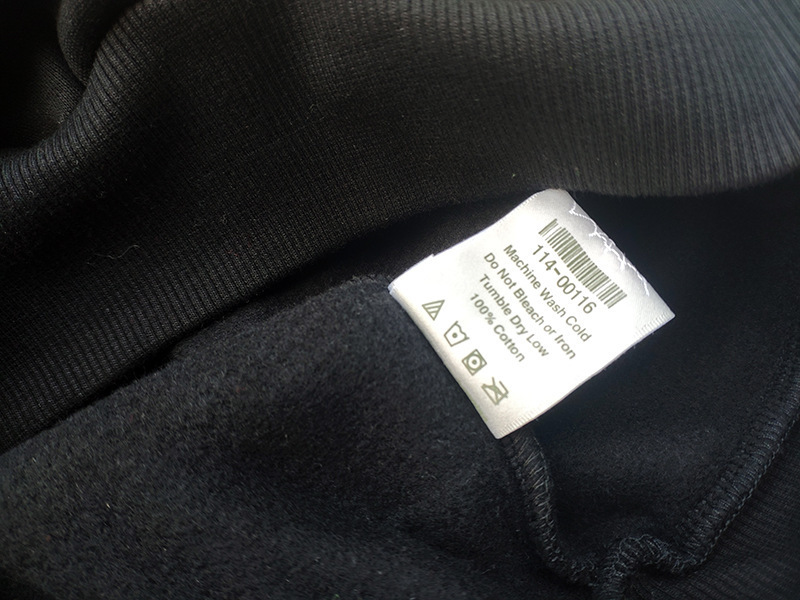 114-00116
Machine Wash Cold
Do Not Bleach or Iron
Tumble Dry Low
100% Cotton